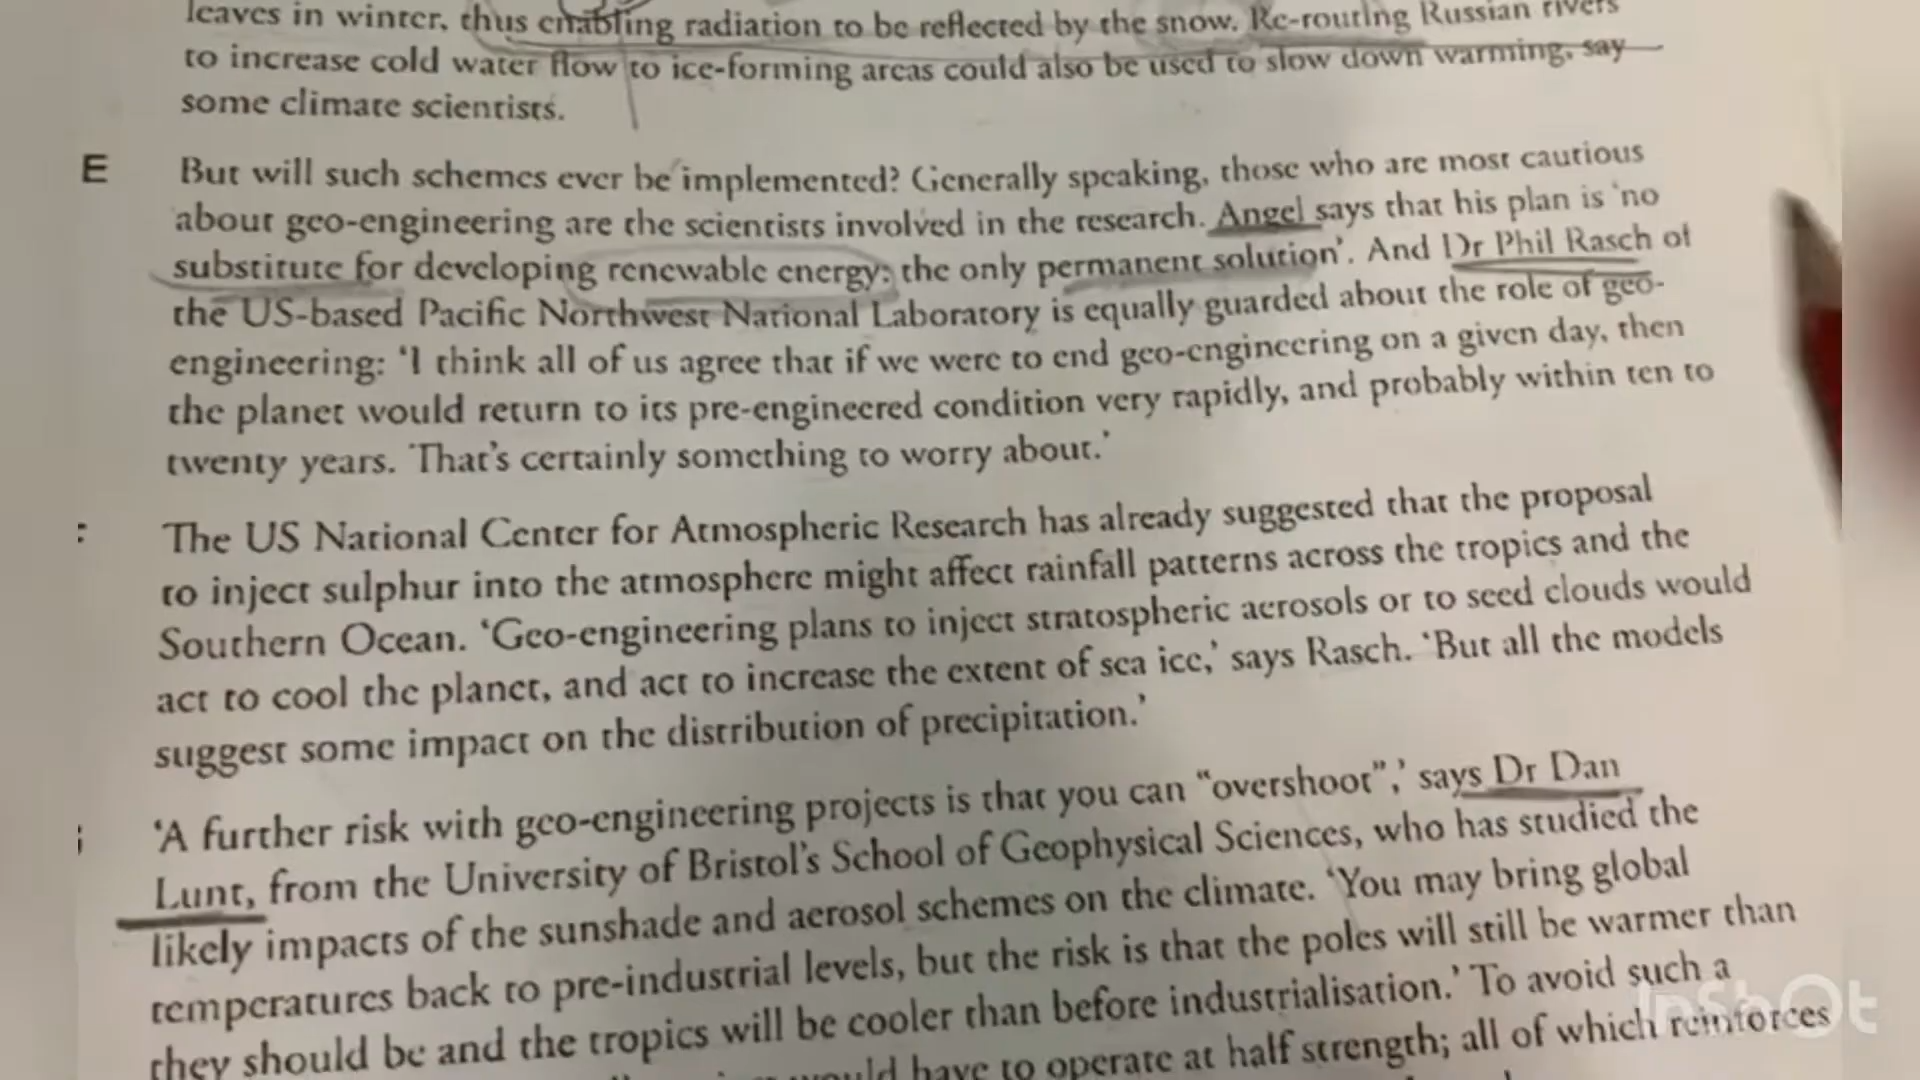 leaves in winter, thus enabling radiation to be reflected by the snow. Re-routing Russian rivers
to increase cold water flow to ice-forming areas could also be used to slow down warming, say
some climate scientists.
E But will such schemes ever be implemented? Generally speaking, those who are most cautious
about geo-engineering are the scientists involved in the research. Angel says that his plan is ‘no
substitute for developing renewable energy: the only permanent solution’. And Dr Phil Rasch of
the US-based Pacific Northwest National Laboratory is equally guarded about the role of geo-
engineering: ‘I think all of us agree that if we were to end geo-engineering on a given day, then
the planet would return to its pre-engineered condition very rapidly, and probably within ten to
twenty years. That’s certainly something to worry about.’
The US National Center for Atmospheric Research has already suggested that the proposal
to inject sulphur into the atmosphere might affect rainfall patterns across the tropics and the
Southern Ocean. ‘Geo-engineering plans to inject stratospheric aerosols or to seed clouds would
act to cool the planet, and act to increase the extent of sea ice,’ says Rasch. ‘But all the models
suggest some impact on the distribution of precipitation.’
‘A further risk with geo-engineering projects is that you can “overshoot”,’ says Dr Dan
Lunt, from the University of Bristol’s School of Geophysical Sciences, who has studied the
likely impacts of the sunshade and aerosol schemes on the climate. ‘You may bring global
temperatures back to pre-industrial levels, but the risk is that the poles will still be warmer than
they should be and the tropics will be cooler than before industrialisation.’ To avoid such a
would have to operate at half strength; all of which reinforces
InShOt